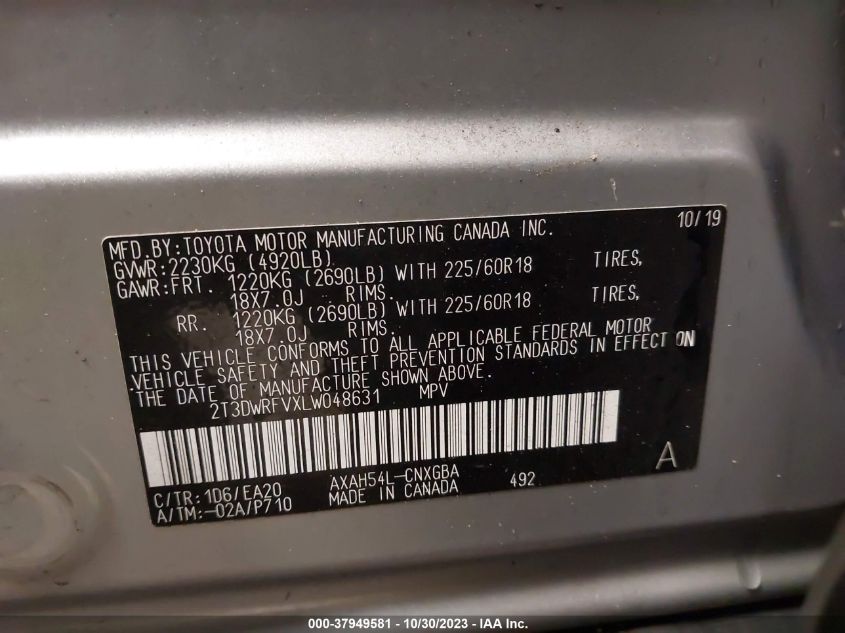 10/19
MFD.BY:TOYOTA MOTOR MANUFACTURING CANADA INC.
GVWR:2230KG (4920LB)
GAWR:FRT. 1220KG (2690LB) WITH 225/60R18 TIRES,
18X7.0J RIMS.
RR. 1220KG (2690LB) WITH 225/60R18 TIRES,
18X7.0J RIMS.
THIS VEHICLE CONFORMS TO ALL APPLICABLE FEDERAL MOTOR
VEHICLE SAFETY AND THEFT PREVENTION STANDARDS IN EFFECT ON
THE DATE OF MANUFACTURE SHOWN ABOVE.
2T3DWRFVXLW048631 MPV
A
C/TR:1D6/EA20 AXAH54L-CNXGBA 492
A/TM:-02A/P710 MADE IN CANADA
000-37949581 - 10/30/2023 - IAA Inc.